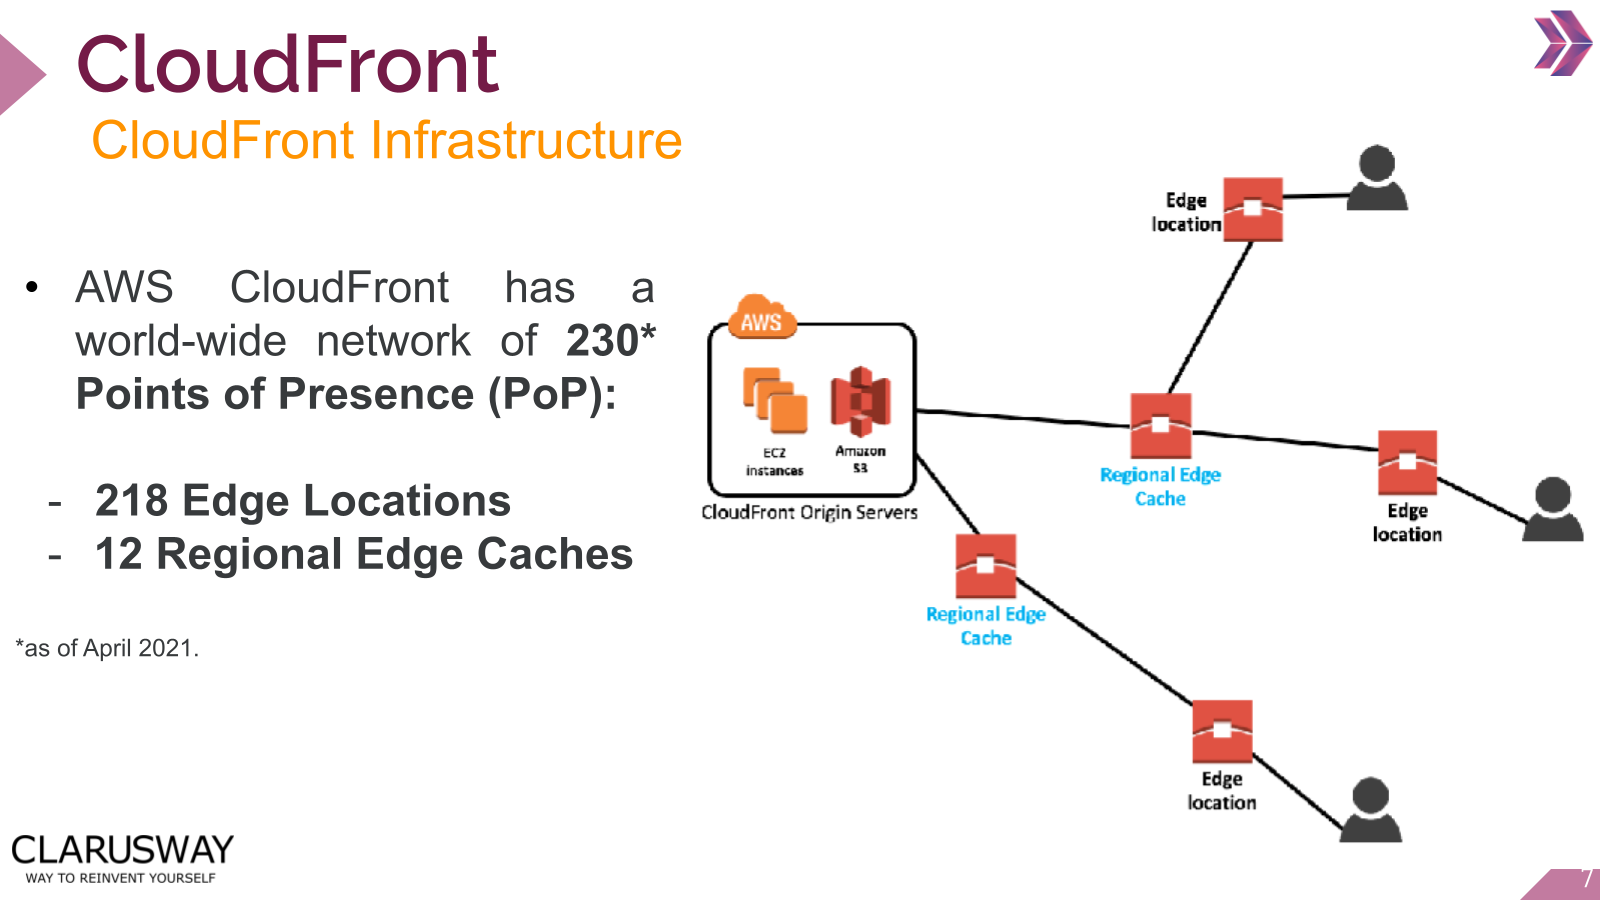 CloudFront
CloudFront Infrastructure
• AWS CloudFront has a
world-wide network of 230*
Points of Presence (PoP):
- 218 Edge Locations
- 12 Regional Edge Caches
*as of April 2021.
Edge
location
AWS
EC2
instances
Amazon
S3
CloudFront Origin Servers
Regional Edge
Cache
Edge
location
Regional Edge
Cache
Edge
location
CLARUSWAY
WAY TO REINVENT YOURSELF
7